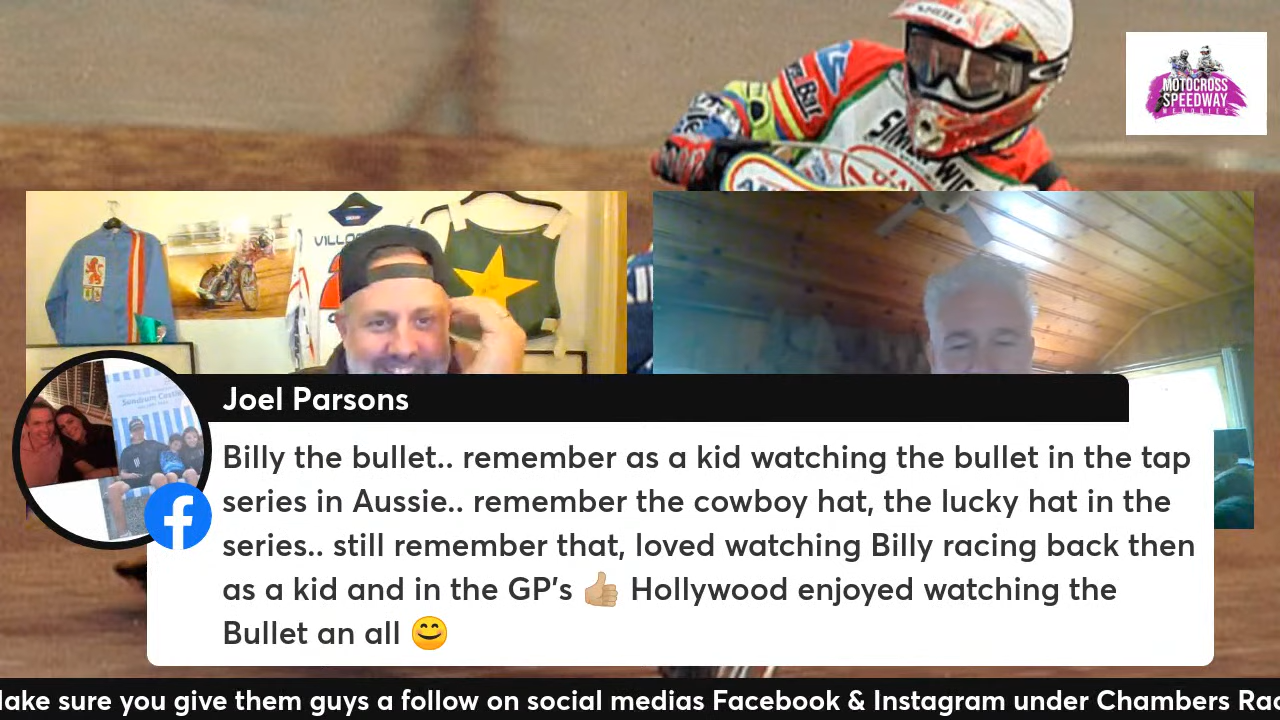 MOTOCROSS
SPEEDWAY
MEMORIES
Joel Parsons
Billy the bullet.. remember as a kid watching the bullet in the tap
series in Aussie.. remember the cowboy hat, the lucky hat in the
series.. still remember that, loved watching Billy racing back then
as a kid and in the GP's 👍🏼 Hollywood enjoyed watching the
Bullet an all 😊
ake sure you give them guys a follow on social medias Facebook & Instagram under Chambers Rac